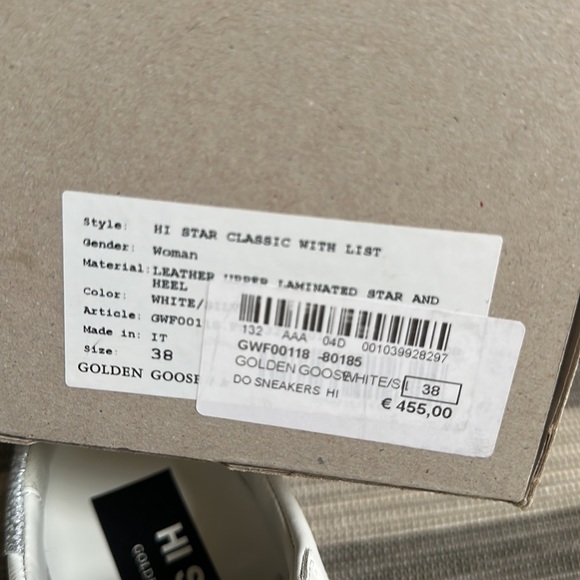 Style: HI STAR CLASSIC WITH LIST
Gender: Woman
Material: LEATHER UPPER LAMINATED STAR AND
HEEL
Color: WHITE/
Article: GWF001
Made in: IT
Size: 38
GOLDEN GOOSE
132 AAA 04D 001039928297
GWF00118 -80185
GOLDEN GOOSE WHITE/SI 38
DO SNEAKERS HI
€ 455,00
HI S
GOLD